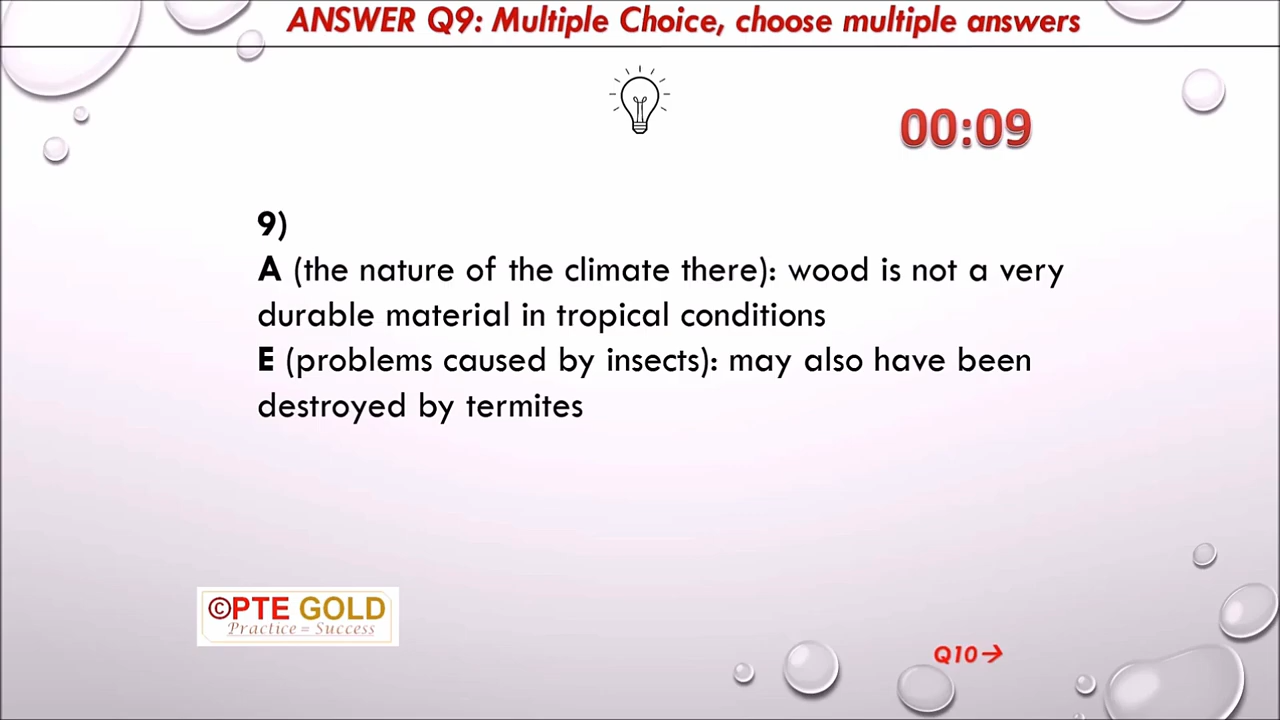 ANSWER Q9: Multiple Choice, choose multiple answers
00:09
9)
A (the nature of the climate there): wood is not a very
durable material in tropical conditions
E (problems caused by insects): may also have been
destroyed by termites
©PTE GOLD
Practice = Success
Q10→